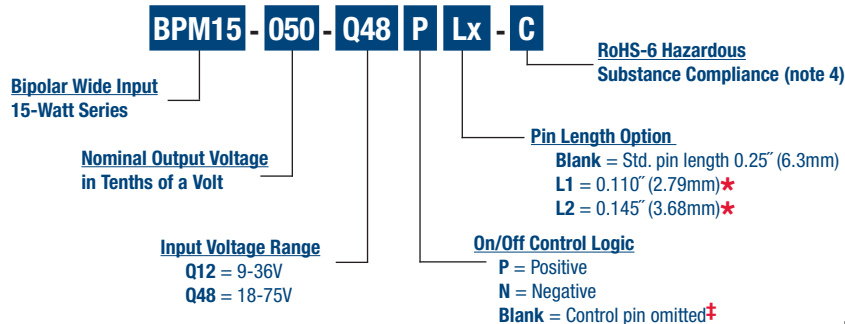 BPM15 - 050 - Q48 P Lx - C
RoHS-6 Hazardous
Substance Compliance (note 4)
Bipolar Wide Input
15-Watt Series
Pin Length Option
Blank = Std. pin length 0.25˝ (6.3mm)
L1 = 0.110˝ (2.79mm)*
L2 = 0.145˝ (3.68mm)*
Nominal Output Voltage
in Tenths of a Volt
Input Voltage Range
Q12 = 9-36V
Q48 = 18-75V
On/Off Control Logic
P = Positive
N = Negative
Blank = Control pin omitted‡